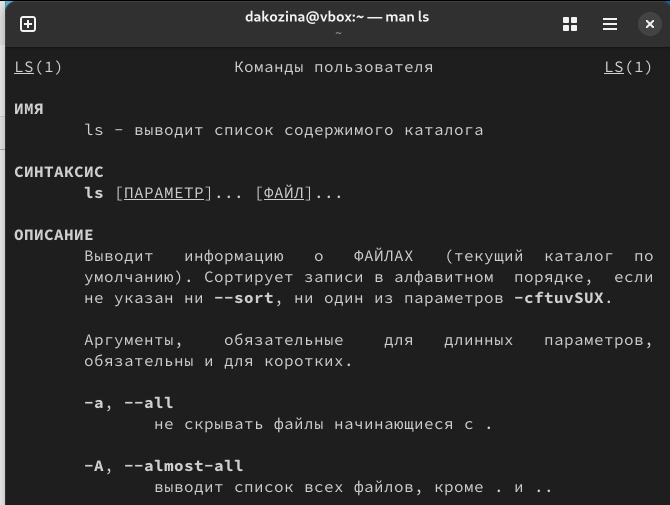 dakozina@vbox:~ — man ls
~
LS(1) Команды пользователя LS(1)
ИМЯ
ls - выводит список содержимого каталога
СИНТАКСИС
ls [ПАРАМЕТР]... [ФАЙЛ]...
ОПИСАНИЕ
Выводит информацию о ФАЙЛАХ (текущий каталог по
умолчанию). Сортирует записи в алфавитном порядке, если
не указан ни --sort, ни один из параметров -cftuvSUX.
Аргументы, обязательные для длинных параметров,
обязательны и для коротких.
-a, --all
не скрывать файлы начинающиеся с .
-A, --almost-all
выводит список всех файлов, кроме . и ..